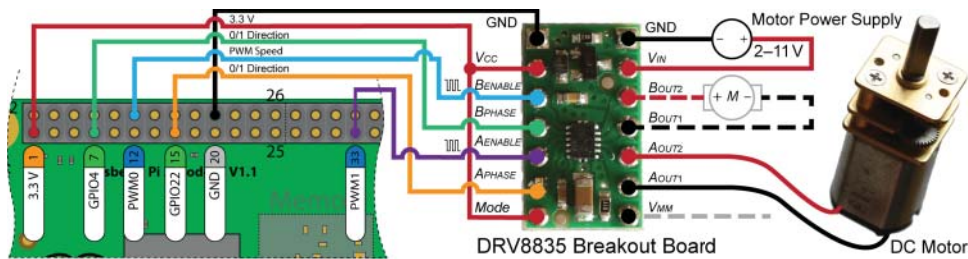 3.3 V
0/1 Direction
PWM Speed
0/1 Direction
26
25
1
3.3 V
7
GPIO4
12
PWM0
15
GPIO22
20
GND
33
PWM1
V1.1
GND
VCC
BENABLE
BPHASE
AENABLE
APHASE
Mode
GND
VIN
BOUT2
BOUT1
AOUT2
AOUT1
VMM
DRV8835 Breakout Board
Motor Power Supply
− +
2–11 V
+ M −
DC Motor